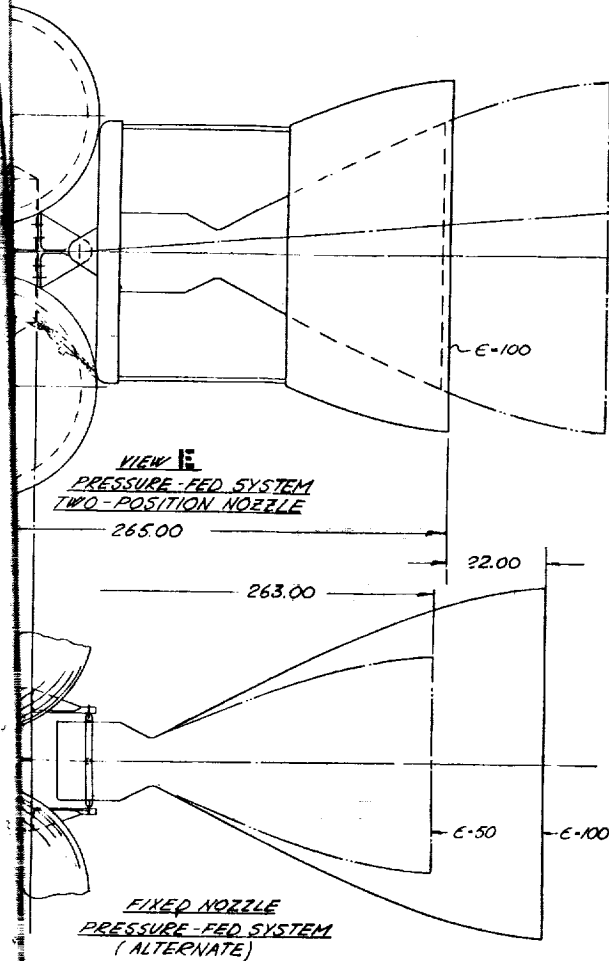 ε=100
VIEW E
PRESSURE-FED SYSTEM
TWO-POSITION NOZZLE
265.00
22.00
263.00
ε=50
ε=100
FIXED NOZZLE
PRESSURE-FED SYSTEM
(ALTERNATE)